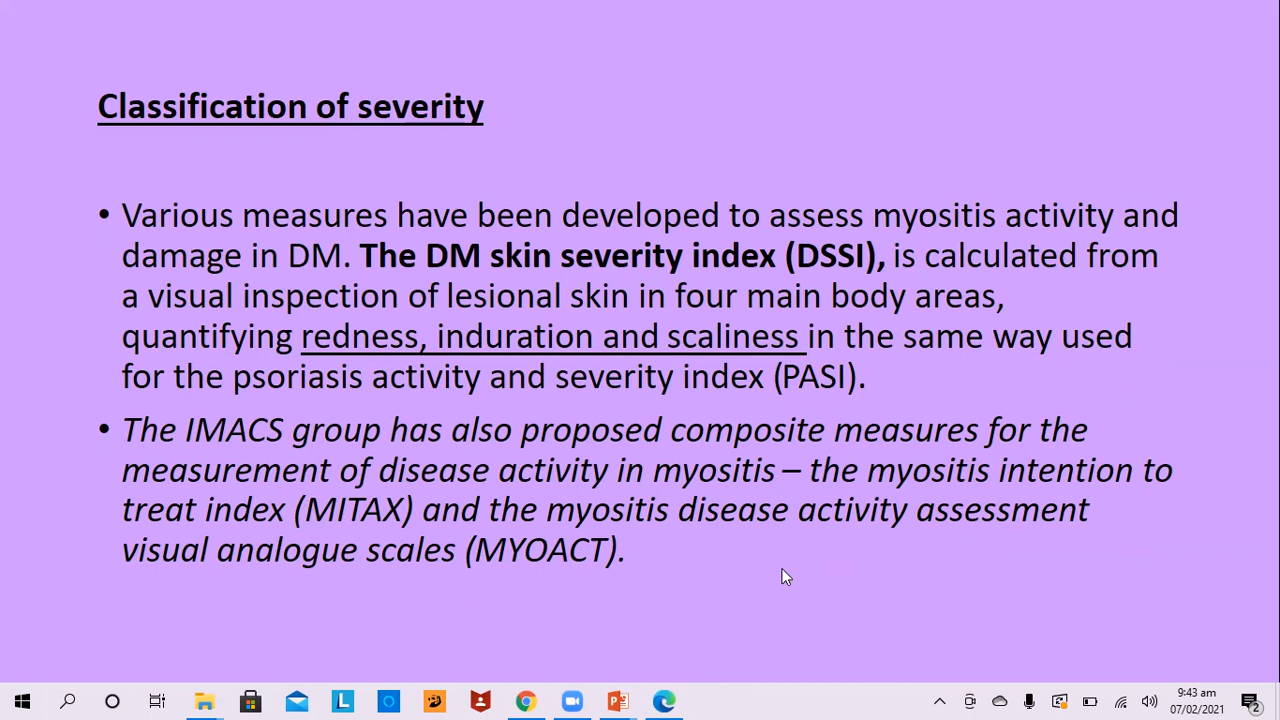 Classification of severity
• Various measures have been developed to assess myositis activity and
damage in DM. The DM skin severity index (DSSI), is calculated from
a visual inspection of lesional skin in four main body areas,
quantifying redness, induration and scaliness in the same way used
for the psoriasis activity and severity index (PASI).
• The IMACS group has also proposed composite measures for the
measurement of disease activity in myositis – the myositis intention to
treat index (MITAX) and the myositis disease activity assessment
visual analogue scales (MYOACT).
9:43 am
07/02/2021
2